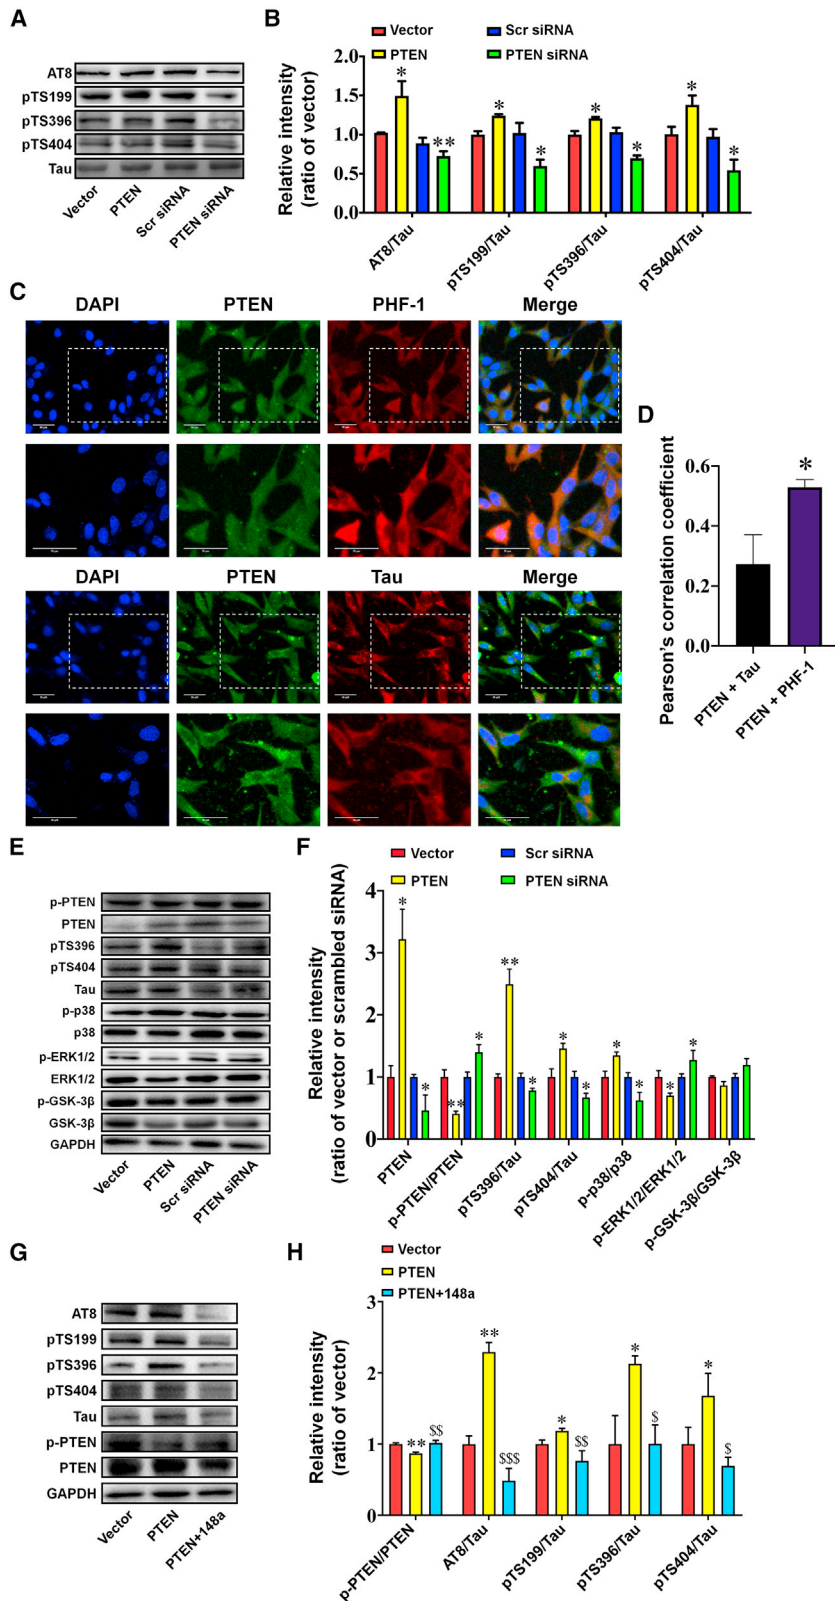 A
AT8
pTS199
pTS396
pTS404
Tau
Vector
PTEN
Scr siRNA
PTEN siRNA
B
Vector
Scr siRNA
PTEN
PTEN siRNA
Relative intensity
(ratio of vector)
2.0
1.5
1.0
0.5
0.0
*
**
*
*
*
*
*
*
AT8/Tau
pTS199/Tau
pTS396/Tau
pTS404/Tau
C
DAPI
PTEN
PHF-1
Merge
DAPI
PTEN
Tau
Merge
D
Pearson's correlation coefficient
0.6
0.4
0.2
0.0
*
PTEN + Tau
PTEN + PHF-1
E
p-PTEN
PTEN
pTS396
pTS404
Tau
p-p38
p38
p-ERK1/2
ERK1/2
p-GSK-3β
GSK-3β
GAPDH
Vector
PTEN
Scr siRNA
PTEN siRNA
F
Vector
Scr siRNA
PTEN
PTEN siRNA
Relative intensity
(ratio of vector or scrambled siRNA)
4
3
2
1
0
*
*
**
*
**
*
*
*
*
*
*
*
PTEN
p-PTEN/PTEN
pTS396/Tau
pTS404/Tau
p-p38/p38
p-ERK1/2/ERK1/2
p-GSK-3β/GSK-3β
G
AT8
pTS199
pTS396
pTS404
Tau
p-PTEN
PTEN
GAPDH
Vector
PTEN
PTEN+148a
H
Vector
PTEN
PTEN+148a
Relative intensity
(ratio of vector)
3
2
1
0
**
$$
**
$$$
*
$$
*
$
*
$
p-PTEN/PTEN
AT8/Tau
pTS199/Tau
pTS396/Tau
pTS404/Tau